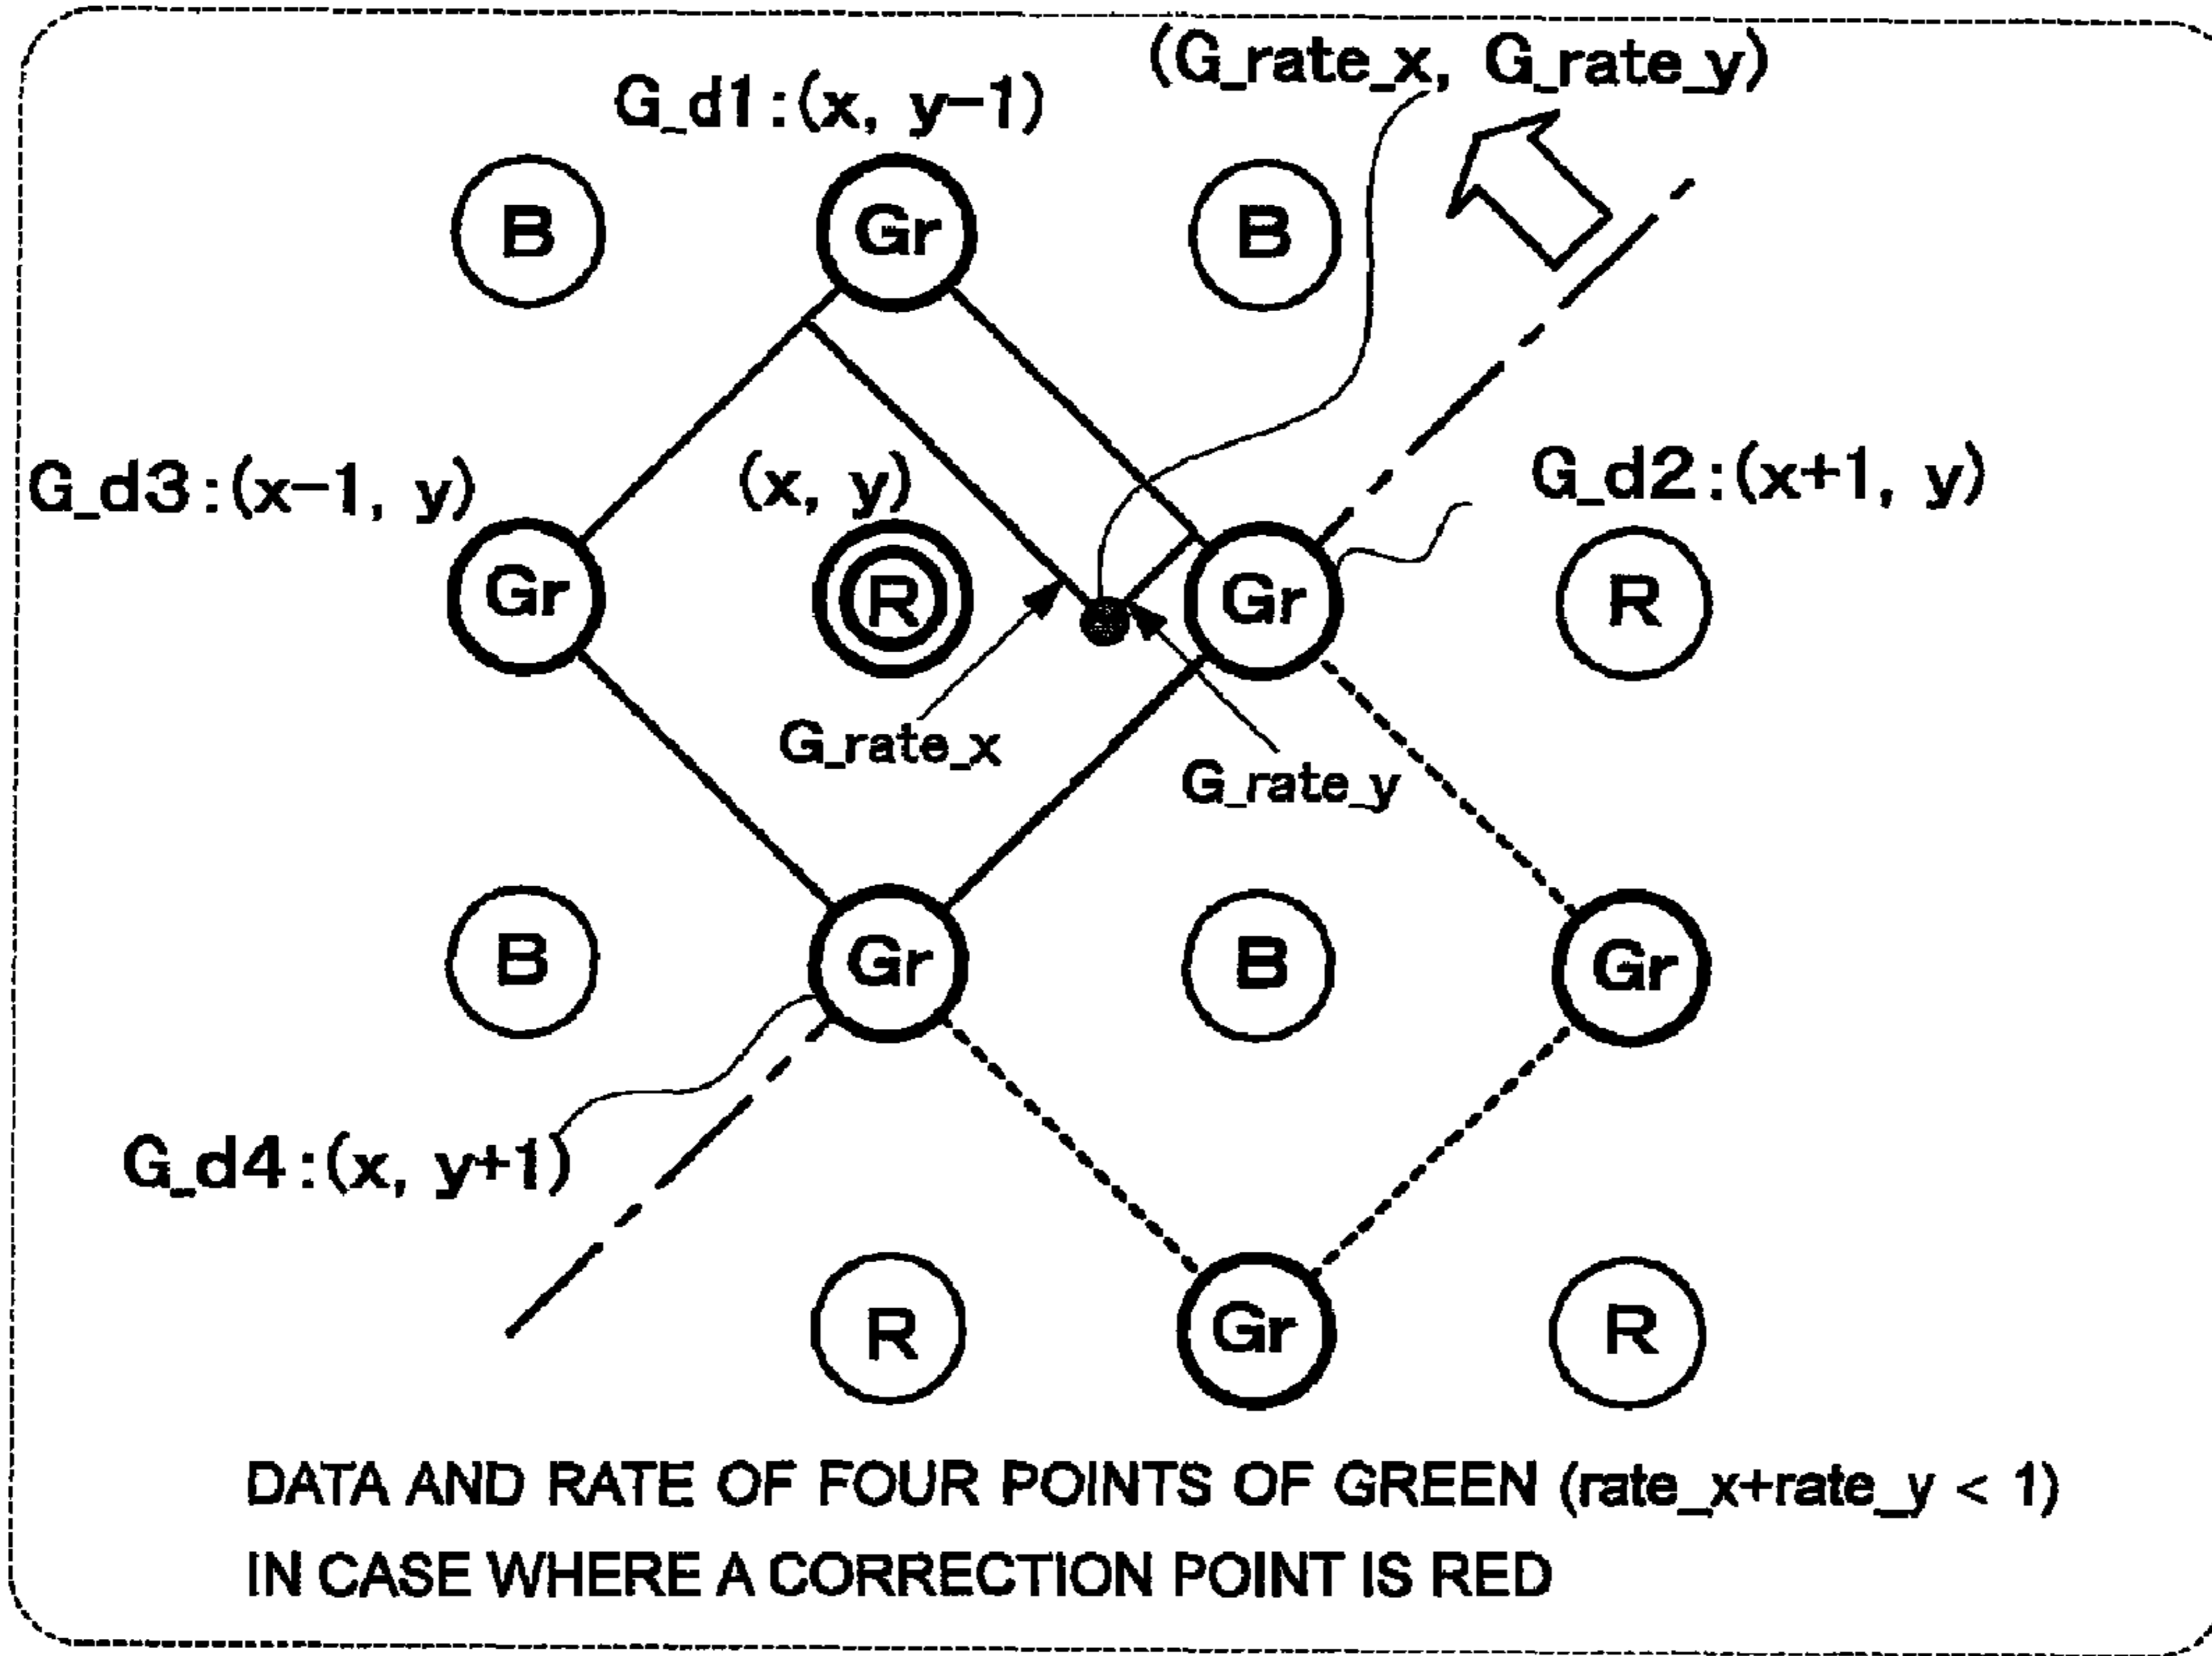 (G_rate_x, G_rate_y)
G_d1:(x, y-1)
B Gr B
G_d3:(x-1, y) (x, y) G_d2:(x+1, y)
Gr R Gr R
G_rate_x
G_rate_y
B Gr B Gr
G_d4:(x, y+1)
R Gr R
DATA AND RATE OF FOUR POINTS OF GREEN (rate_x+rate_y < 1)
IN CASE WHERE A CORRECTION POINT IS RED